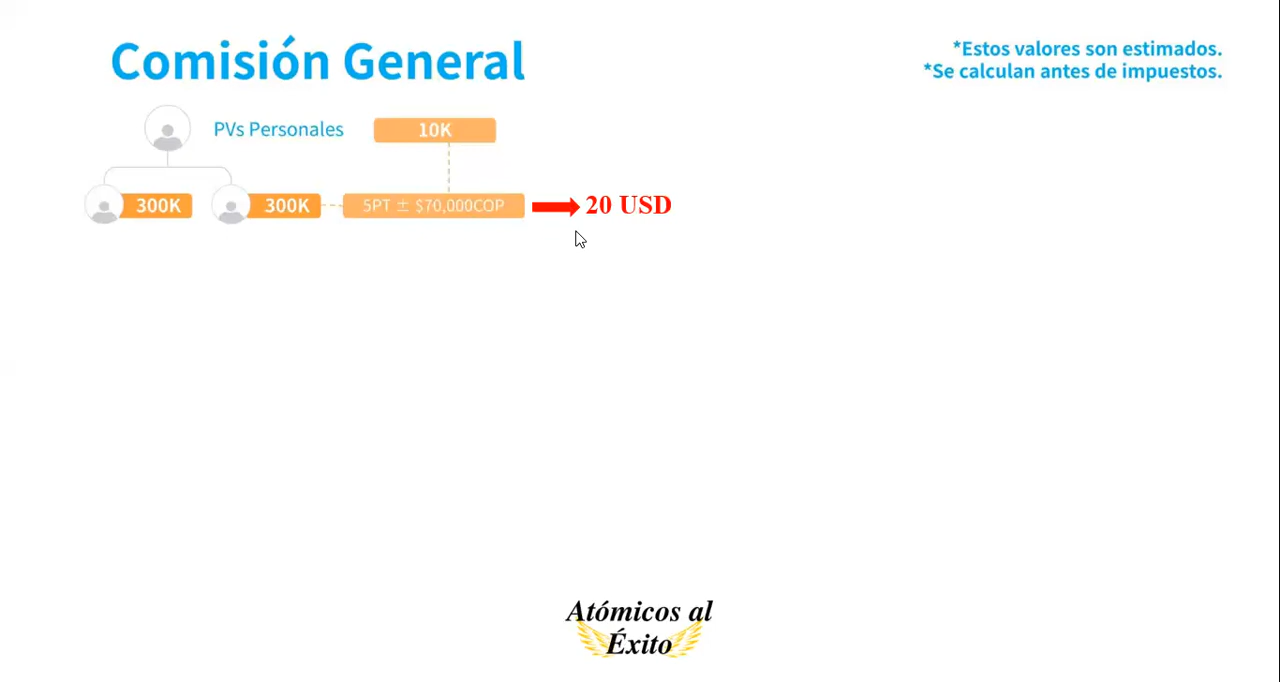 Comisión General
*Estos valores son estimados.
*Se calculan antes de impuestos.
PVs Personales
10K
300K
300K
5PT ± $70,000COP
20 USD
Atómicos al
Éxito